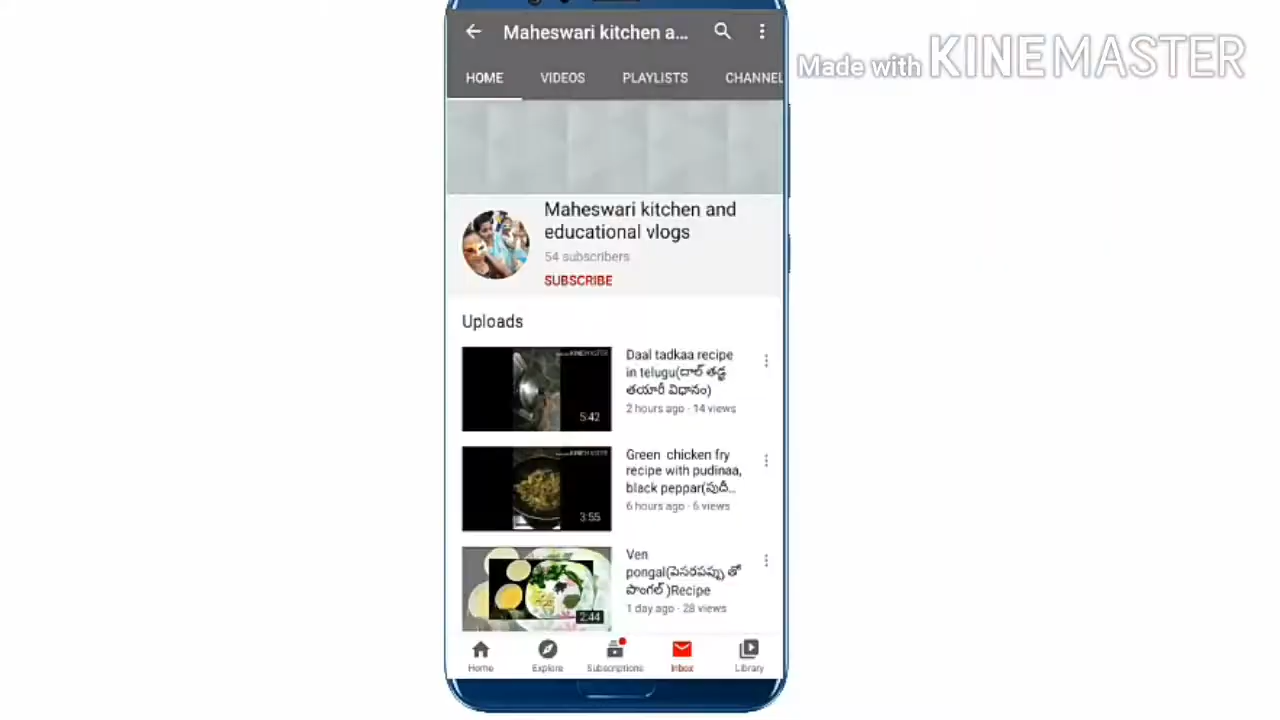 Maheswari kitchen a...
Made with KINEMASTER
HOME
VIDEOS
PLAYLISTS
CHANNEL
Maheswari kitchen and
educational vlogs
54 subscribers
SUBSCRIBE
Uploads
KINEMASTER
5:42
Daal tadkaa recipe
in telugu(దాల్ తడ్క
తయారీ విధానం)
2 hours ago · 14 views
KINEMASTER
3:55
Green chicken fry
recipe with pudinaa,
black peppar(పుదీ...
6 hours ago · 6 views
2:44
Ven
pongal(పెసరపప్పు తో
పొంగల్ )Recipe
1 day ago · 28 views
Home
Explore
Subscriptions
Inbox
Library